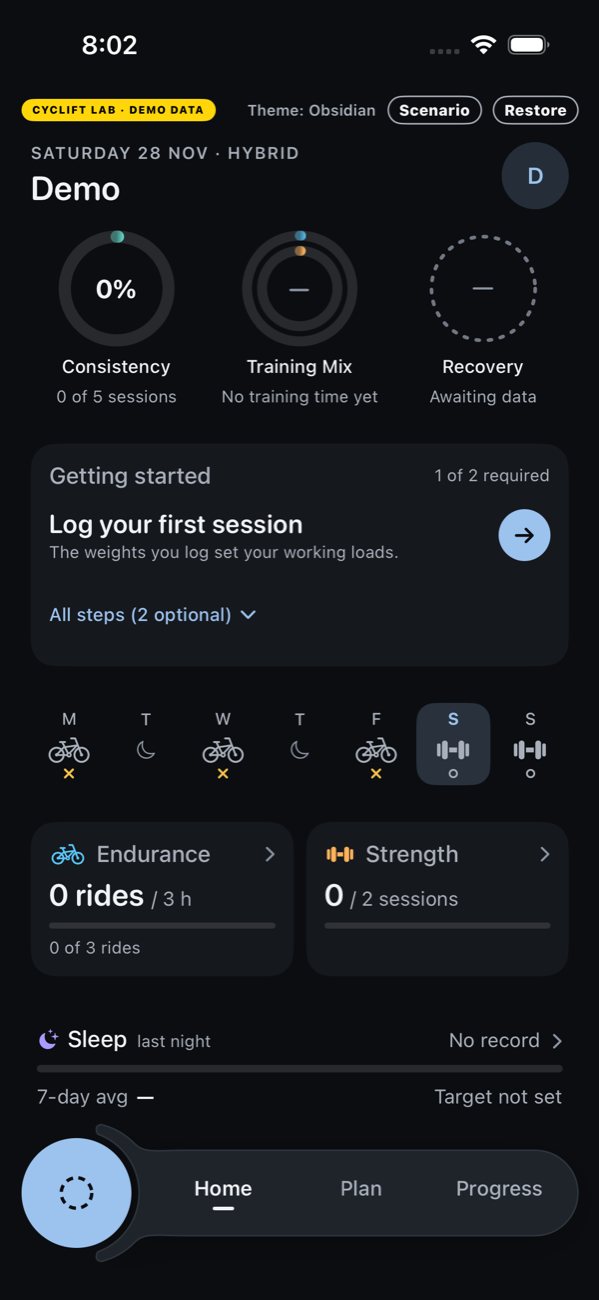 8:02
CYCLIFT LAB · DEMO DATA Theme: Obsidian Scenario Restore
SATURDAY 28 NOV · HYBRID
Demo
D
0% — —
Consistency Training Mix Recovery
0 of 5 sessions No training time yet Awaiting data
Getting started 1 of 2 required
Log your first session
The weights you log set your working loads.
All steps (2 optional)
M T W T F S S
Endurance Strength
0 rides / 3 h 0 / 2 sessions
0 of 3 rides
Sleep last night No record
7-day avg — Target not set
Home Plan Progress